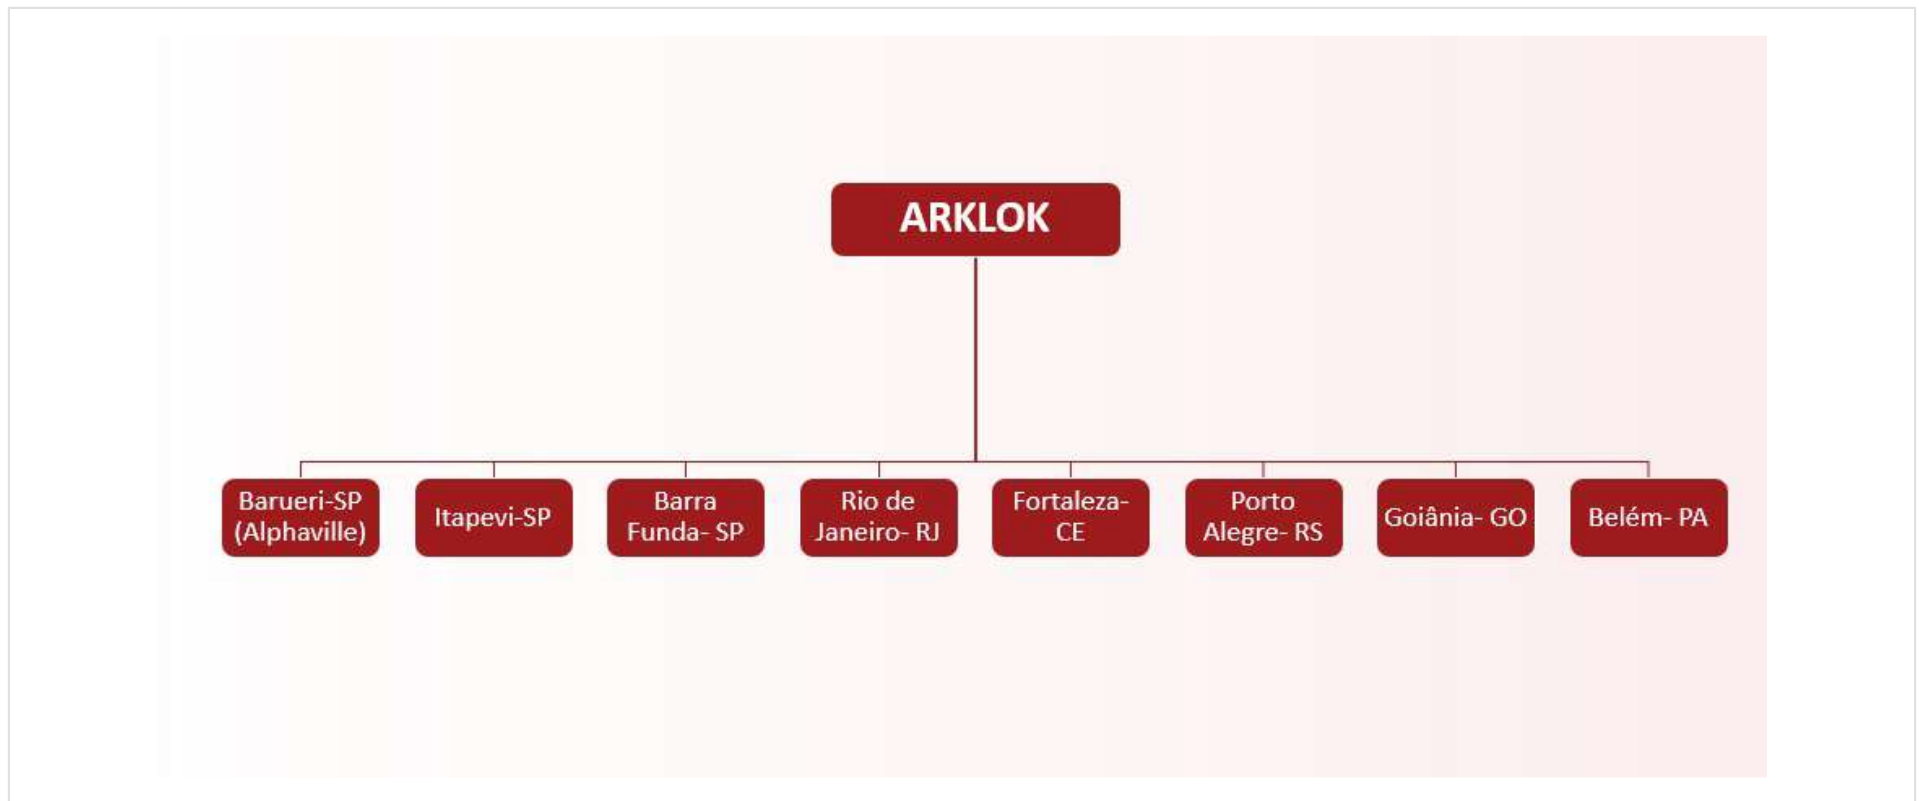 ARKLOK
Barueri-SP
(Alphaville)
Itapevi-SP
Barra
Funda- SP
Rio de
Janeiro- RJ
Fortaleza-
CE
Porto
Alegre- RS
Goiânia- GO
Belém- PA